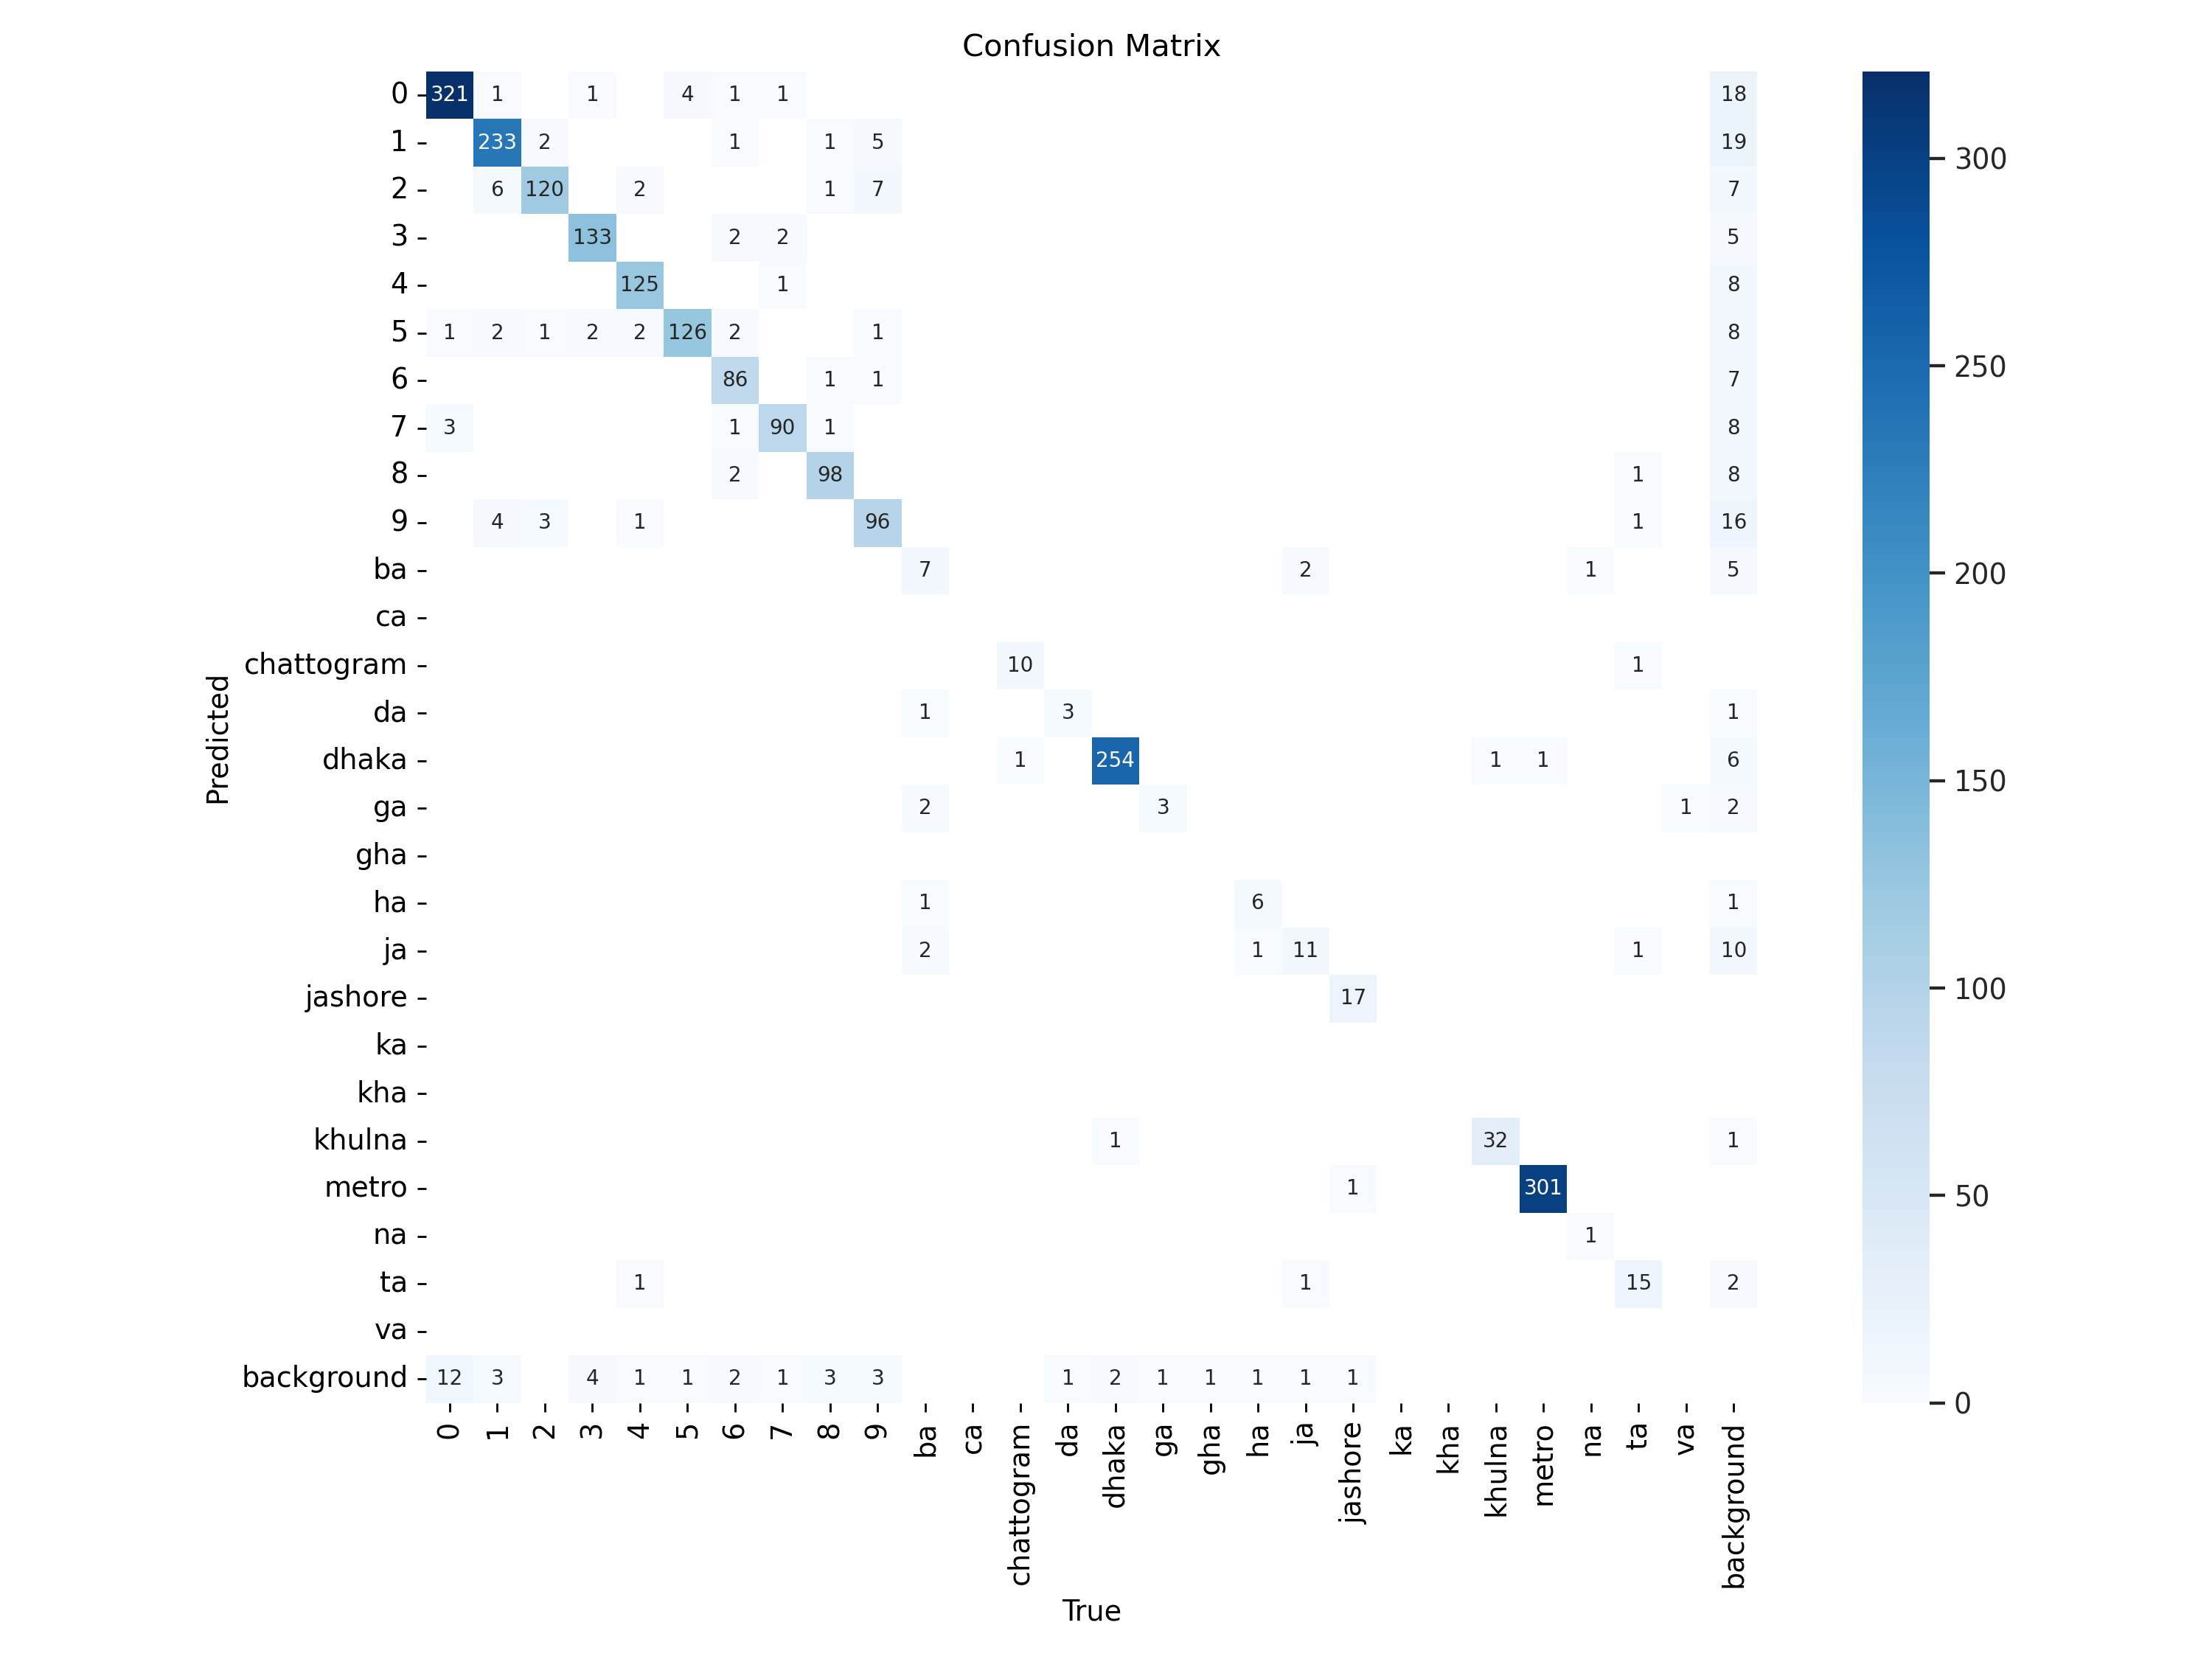 Confusion Matrix
0 321 1 1 4 1 1 18
1 233 2 1 1 5 19
2 6 120 2 1 7 7
3 133 2 2 5
4 125 1 8
5 1 2 1 2 2 126 2 1 8
6 86 1 1 7
7 3 1 90 1 8
8 2 98 1 8
9 4 3 1 96 1 16
ba 7 2 1 5
ca
chattogram 10 1
da 1 3 1
dhaka 1 254 1 1 6
ga 2 3 1 2
gha
ha 1 6 1
ja 2 1 11 1 10
jashore 17
ka
kha
khulna 1 32 1
metro 1 301
na 1
ta 1 1 15 2
va
background 12 3 4 1 1 2 1 3 3 1 2 1 1 1 1 1
0 1 2 3 4 5 6 7 8 9 ba ca chattogram da dhaka ga gha ha ja jashore ka kha khulna metro na ta va background
True
Predicted
300
250
200
150
100
50
0